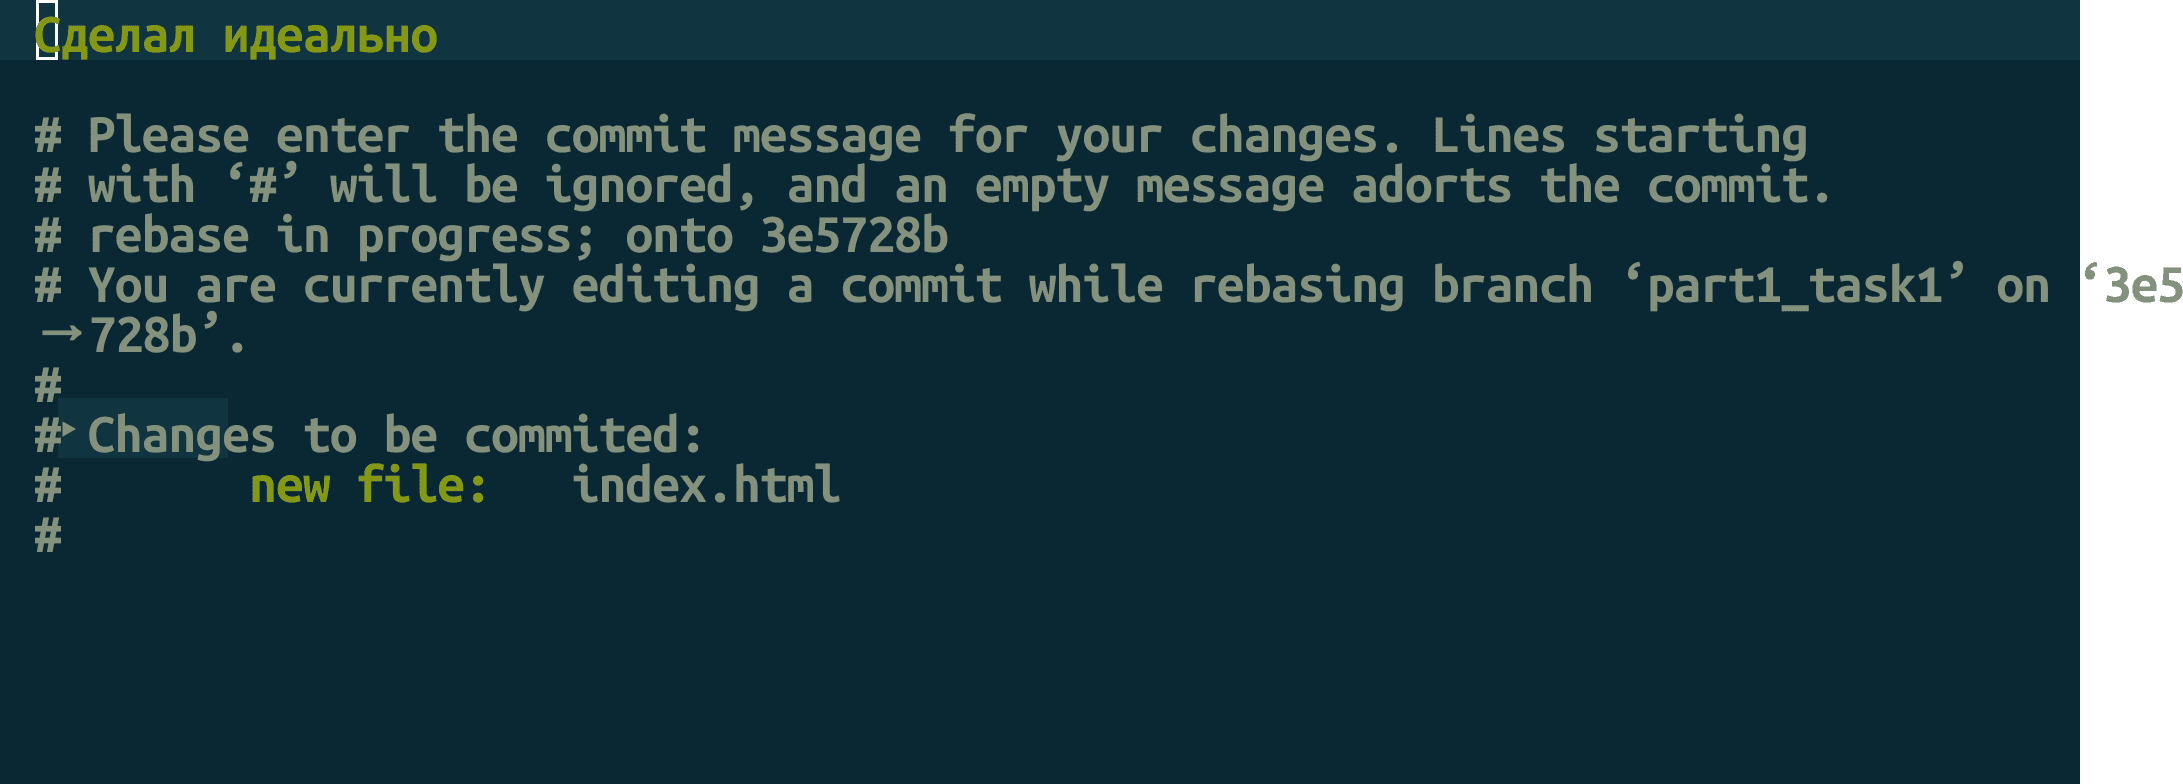 Сделал идеально
# Please enter the commit message for your changes. Lines starting
# with ‘#’ will be ignored, and an empty message adorts the commit.
# rebase in progress; onto 3e5728b
# You are currently editing a commit while rebasing branch ‘part1_task1’ on ‘3e5
→728b’.
#
#▸Changes to be commited:
#       new file:   index.html
#